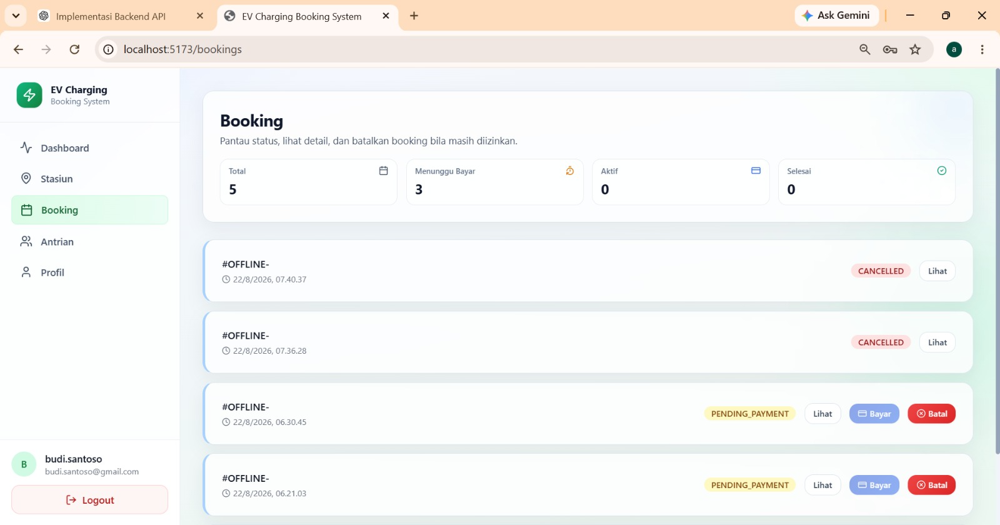 Implementasi Backend API
EV Charging Booking System
Ask Gemini
localhost:5173/bookings
a
EV Charging
Booking System
Dashboard
Stasiun
Booking
Antrian
Profil
B
budi.santoso
budi.santoso@gmail.com
Logout
Booking
Pantau status, lihat detail, dan batalkan booking bila masih diizinkan.
Total
5
Menunggu Bayar
3
Aktif
0
Selesai
0
#OFFLINE-
22/8/2026, 07.40.37
CANCELLED
Lihat
#OFFLINE-
22/8/2026, 07.36.28
CANCELLED
Lihat
#OFFLINE-
22/8/2026, 06.30.45
PENDING_PAYMENT
Lihat
Bayar
Batal
#OFFLINE-
22/8/2026, 06.21.03
PENDING_PAYMENT
Lihat
Bayar
Batal